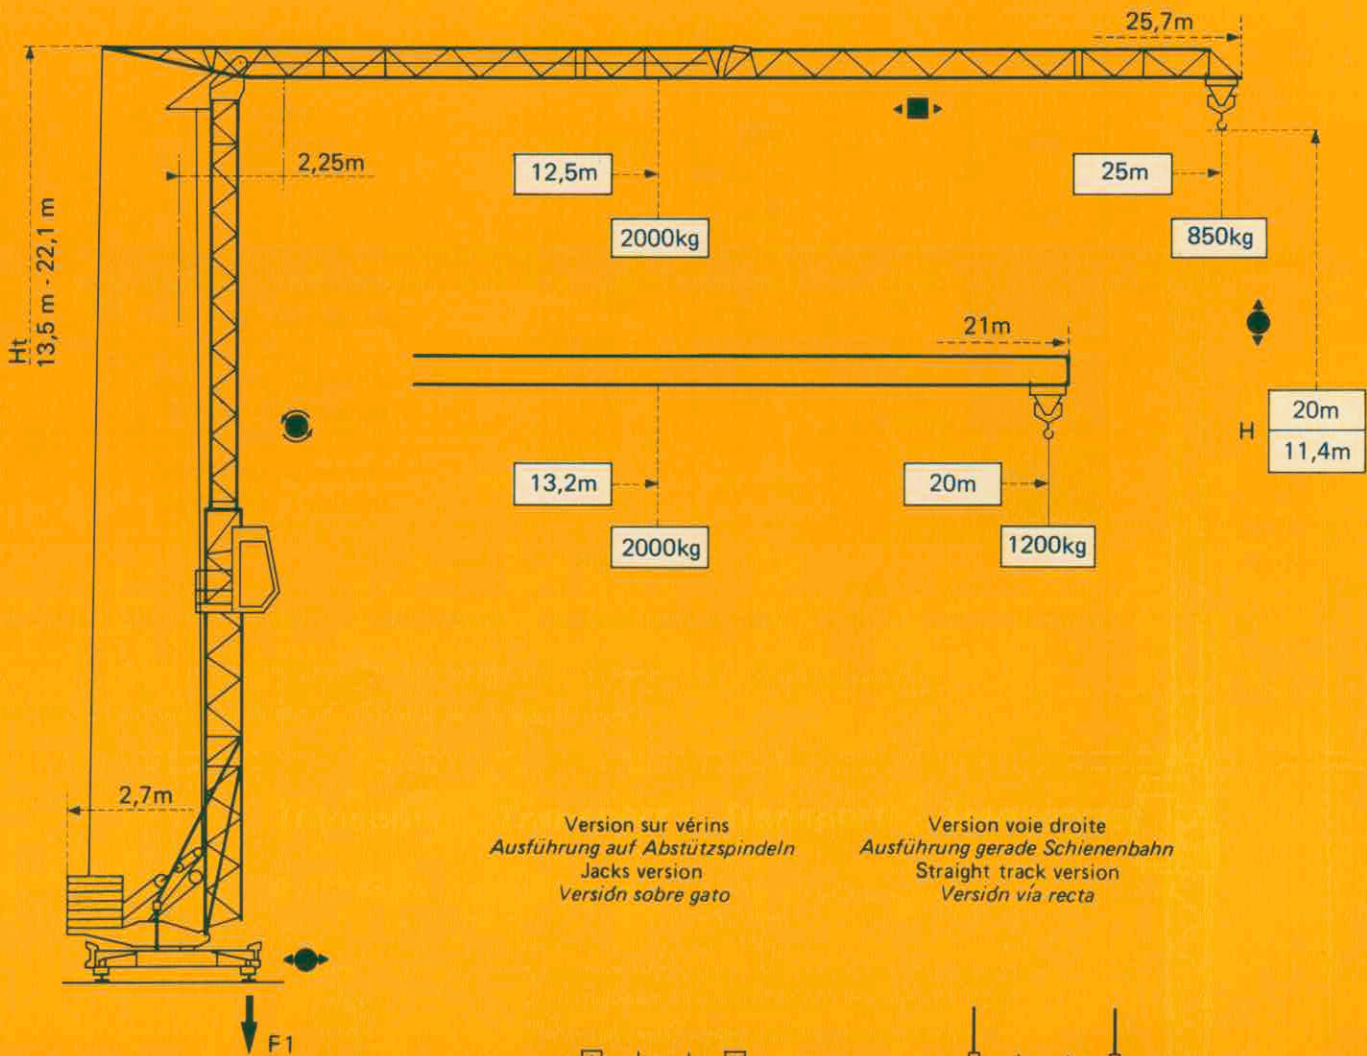 25,7m
Ht
13,5 m - 22,1 m
2,25m
12,5m
25m
2000kg
850kg
21m
20m
11,4m
H
13,2m
20m
2000kg
1200kg
2,7m
Version sur vérins
Ausführung auf Abstützspindeln
Jacks version
Versión sobre gato
Version voie droite
Ausführung gerade Schienenbahn
Straight track version
Versión vía recta
F1